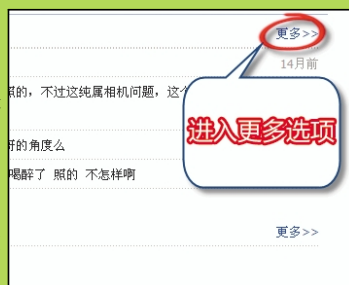 更多>>
14月前
照的，不过这纯属相机问题，这个
进入更多选项
好的角度么
喝醉了 照的 不怎样啊
更多>>